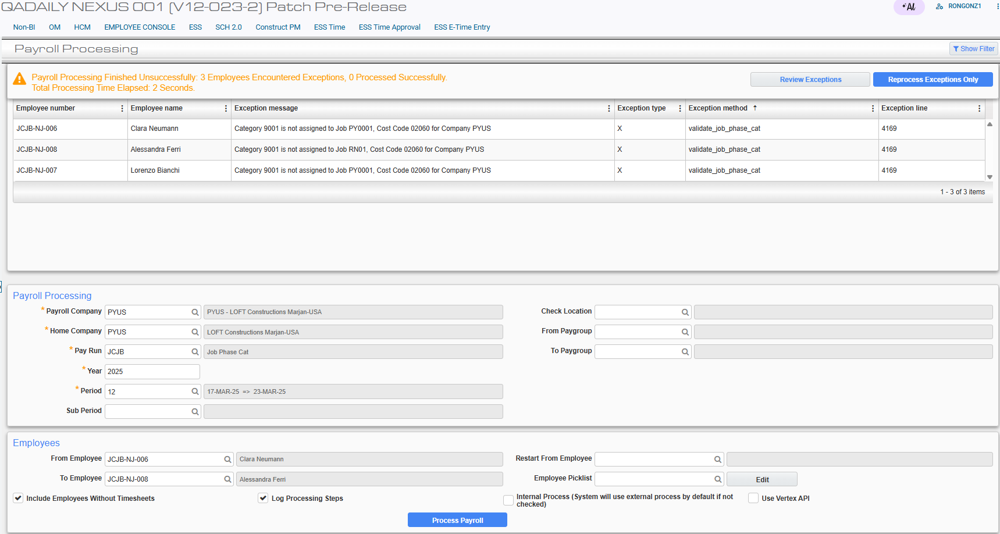 QADAILY NEXUS 001 (V12-023-2) Patch Pre-Release
AI
RONGONZ1
Non-BI OM HCM EMPLOYEE CONSOLE ESS SCH 2.0 Construct PM ESS Time ESS Time Approval ESS E-Time Entry
Payroll Processing
Show Filter
Payroll Processing Finished Unsuccessfully: 3 Employees Encountered Exceptions, 0 Processed Successfully.
Total Processing Time Elapsed: 2 Seconds.
Review Exceptions
Reprocess Exceptions Only
Employee number Employee name Exception message Exception type Exception method ↑ Exception line
JCJB-NJ-006 Clara Neumann Category 9001 is not assigned to Job PY0001, Cost Code 02060 for Company PYUS X validate_job_phase_cat 4169
JCJB-NJ-008 Alessandra Ferri Category 9001 is not assigned to Job RN01, Cost Code 02060 for Company PYUS X validate_job_phase_cat 4169
JCJB-NJ-007 Lorenzo Bianchi Category 9001 is not assigned to Job PY0001, Cost Code 02060 for Company PYUS X validate_job_phase_cat 4169
1 - 3 of 3 items
Payroll Processing
* Payroll Company PYUS PYUS - LOFT Constructions Marjan-USA
* Home Company PYUS LOFT Constructions Marjan-USA
* Pay Run JCJB Job Phase Cat
* Year 2025
* Period 12 17-MAR-25 => 23-MAR-25
Sub Period
Check Location
From Paygroup
To Paygroup
Employees
From Employee JCJB-NJ-006 Clara Neumann
To Employee JCJB-NJ-008 Alessandra Ferri
Restart From Employee
Employee Picklist Edit
Include Employees Without Timesheets
Log Processing Steps
Internal Process (System will use external process by default if not
checked)
Use Vertex API
Process Payroll